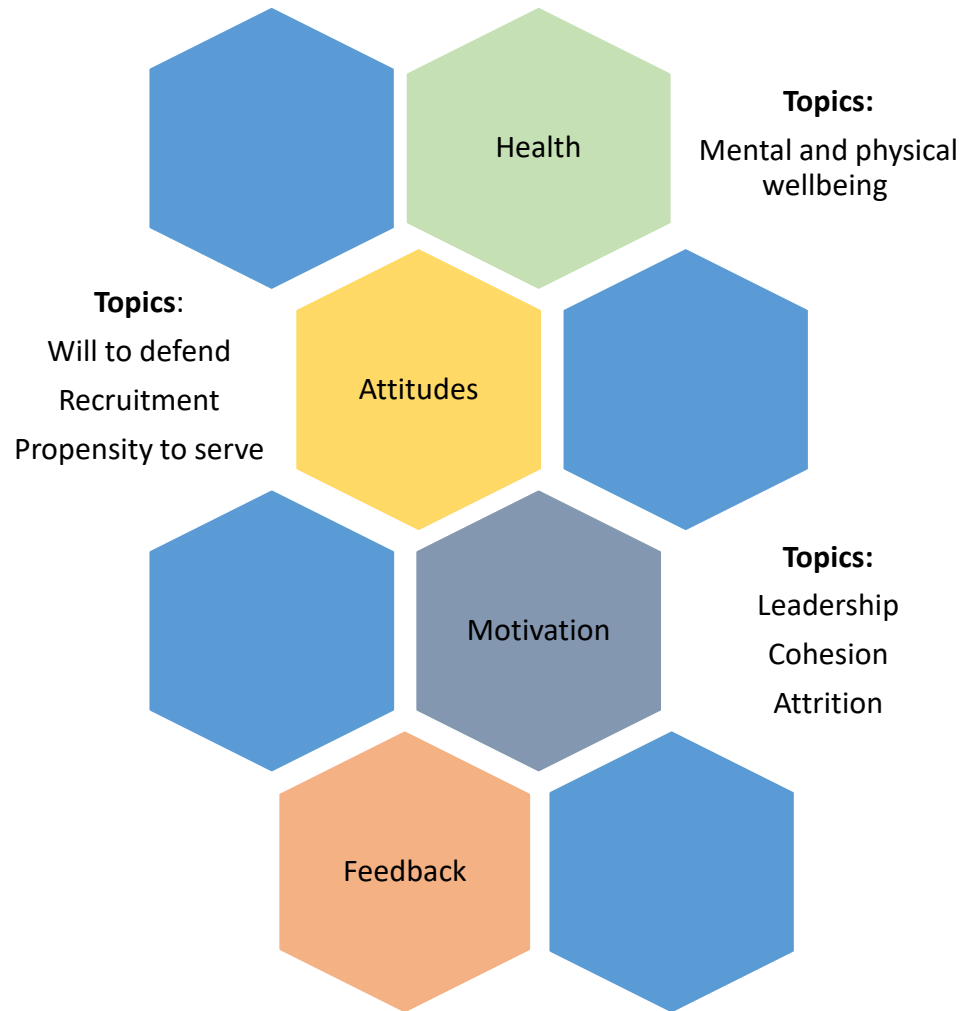 Health
Topics:
Mental and physical
wellbeing
Topics:
Will to defend
Recruitment
Propensity to serve
Attitudes
Motivation
Topics:
Leadership
Cohesion
Attrition
Feedback